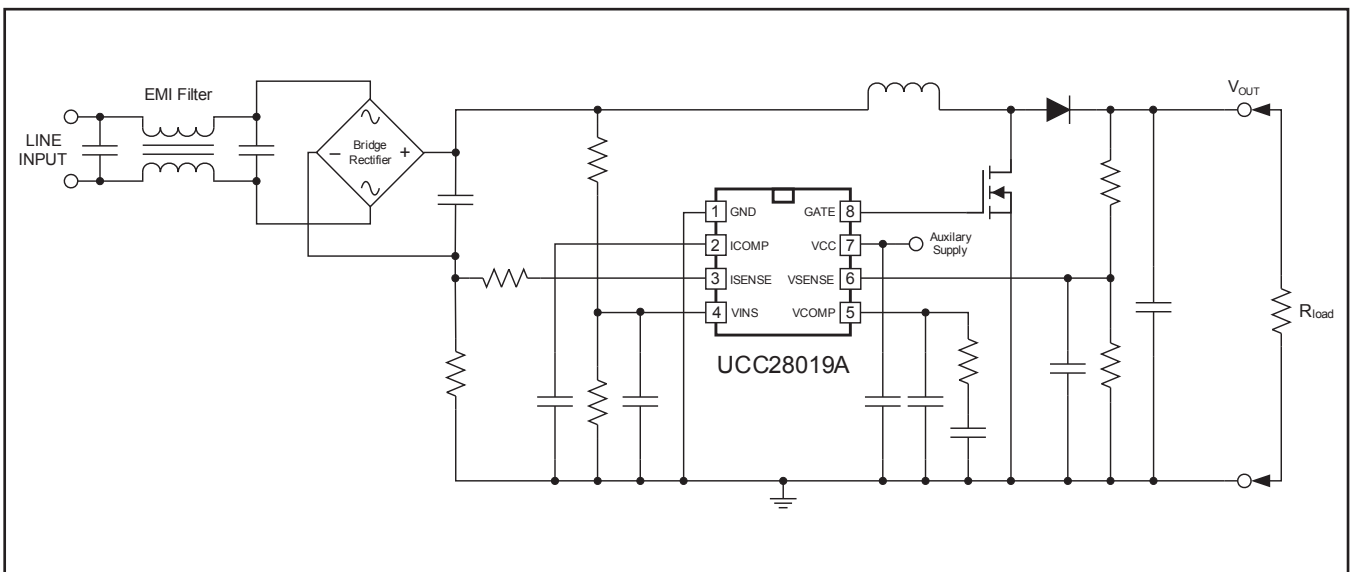 EMI Filter
LINE
INPUT
Bridge
Rectifier
–
+
V_OUT
1 GND
GATE 8
2 ICOMP
VCC 7
Auxilary
Supply
3 ISENSE
VSENSE 6
4 VINS
VCOMP 5
UCC28019A
R_load